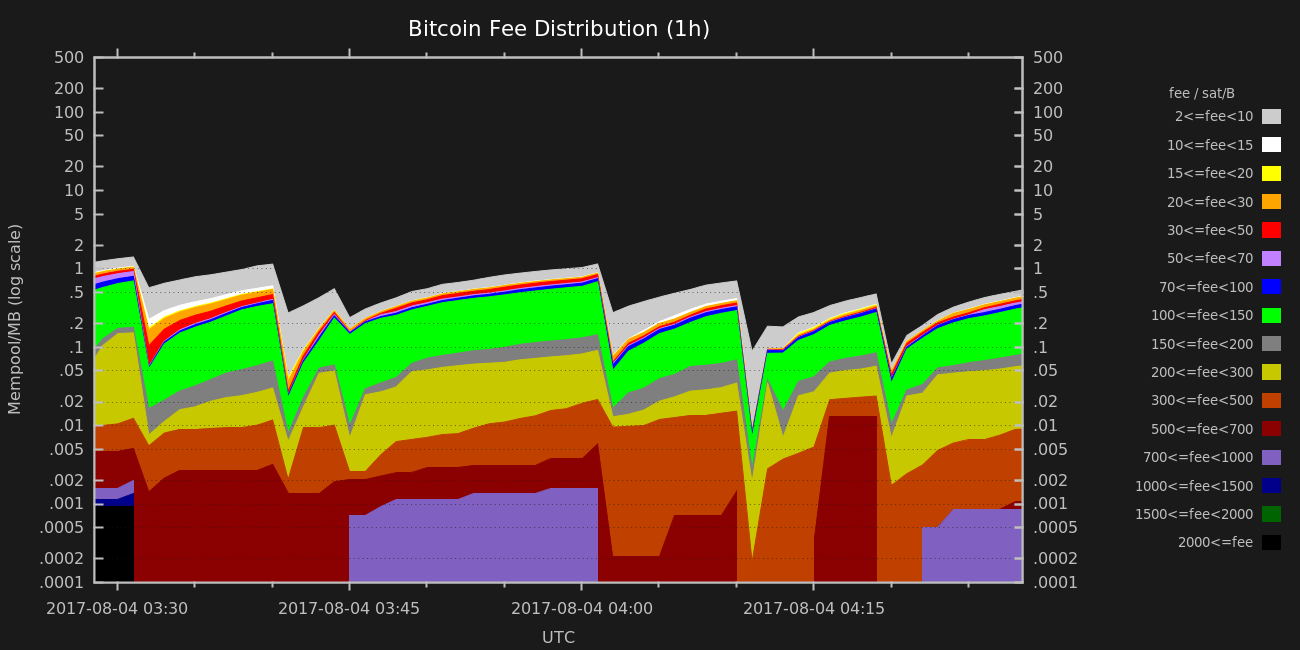 Bitcoin Fee Distribution (1h)
Mempool/MB (log scale)
500
200
100
50
20
10
5
2
1
.5
.2
.1
.05
.02
.01
.005
.002
.001
.0005
.0002
.0001
500
200
100
50
20
10
5
2
1
.5
.2
.1
.05
.02
.01
.005
.002
.001
.0005
.0002
.0001
2017-08-04 03:30
2017-08-04 03:45
2017-08-04 04:00
2017-08-04 04:15
UTC
fee / sat/B
2<=fee<10
10<=fee<15
15<=fee<20
20<=fee<30
30<=fee<50
50<=fee<70
70<=fee<100
100<=fee<150
150<=fee<200
200<=fee<300
300<=fee<500
500<=fee<700
700<=fee<1000
1000<=fee<1500
1500<=fee<2000
2000<=fee